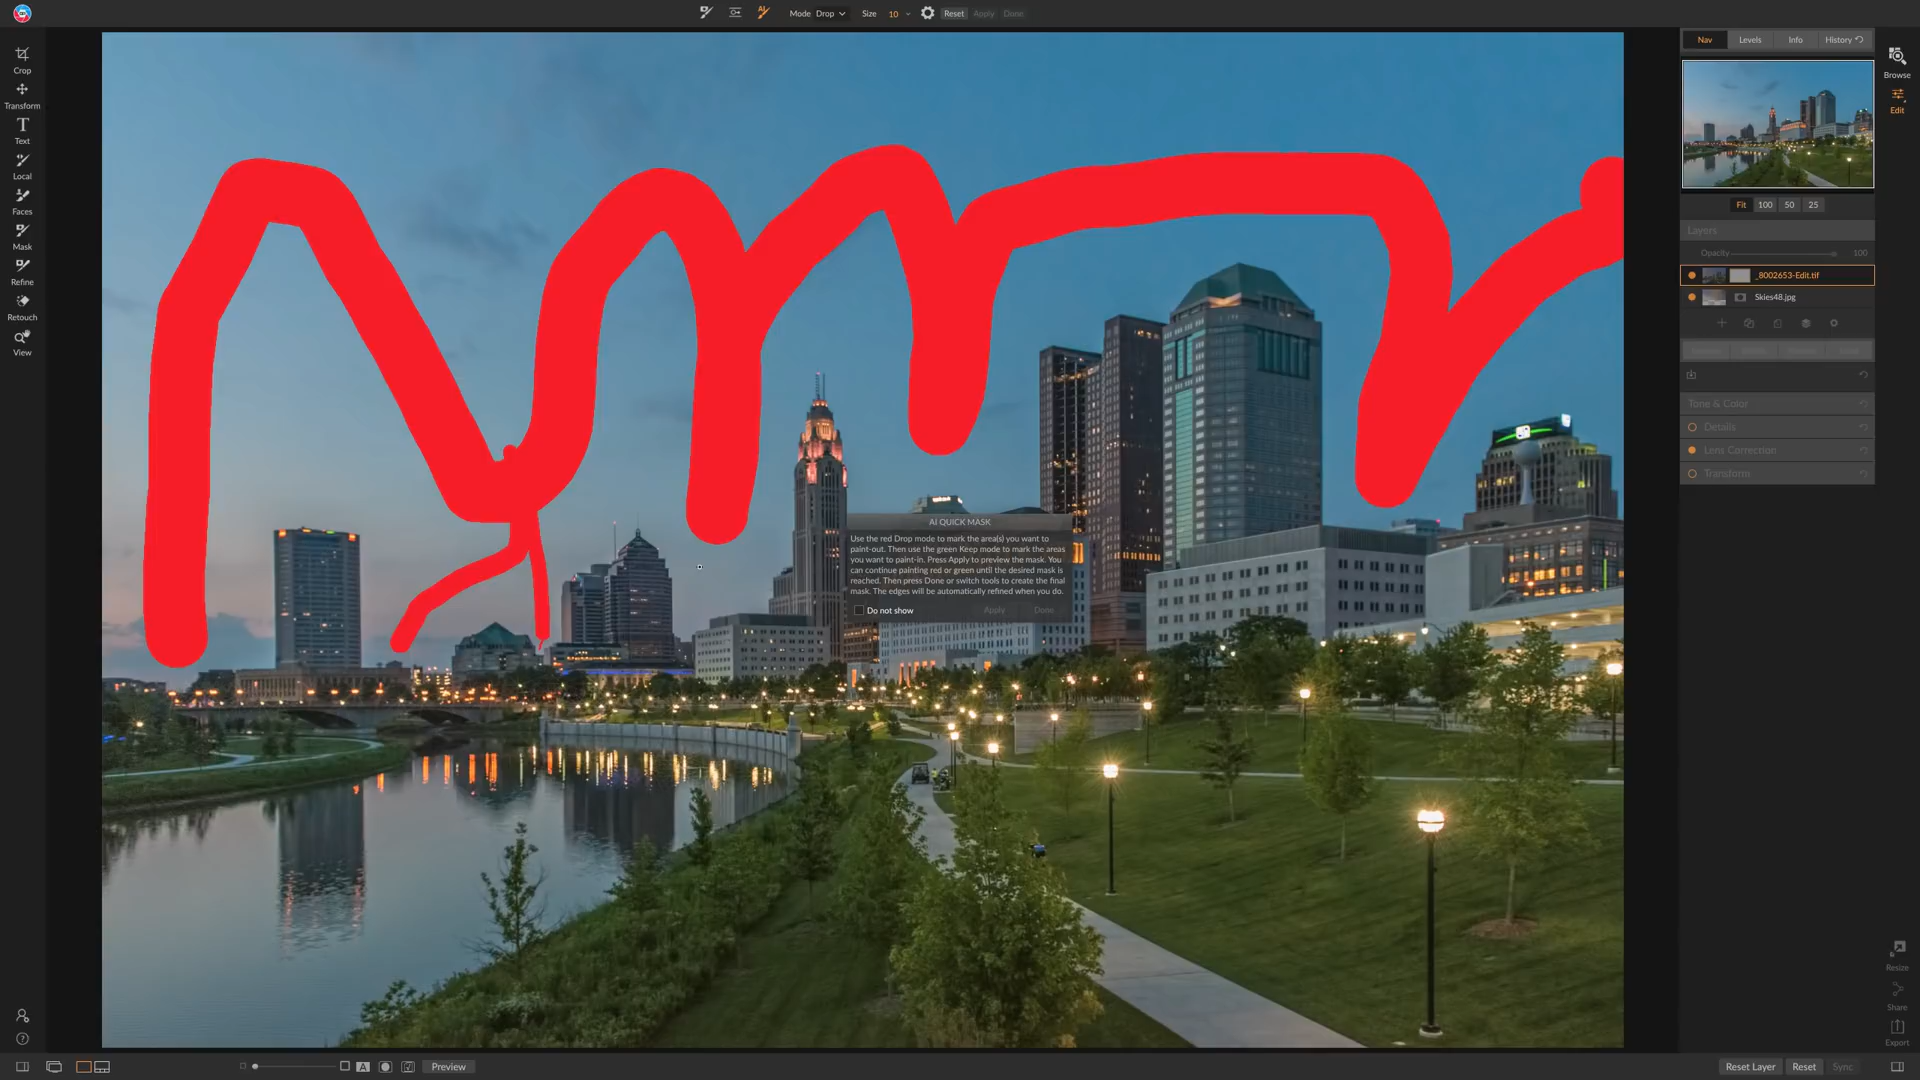 Mode Drop Size 10 Reset Apply Done
Crop
Transform
Text
Local
Faces
Mask
Refine
Retouch
View
Nav Levels Info History
Browse
Edit
Fit 100 50 25
Layers
Opacity 100
_8002653-Edit.tif
Skies48.jpg
Tone & Color
Details
Lens Correction
Transform
AI QUICK MASK
Use the red Drop mode to mark the area(s) you want to
paint-out. Then use the green Keep mode to mark the areas
you want to paint-in. Press Apply to preview the mask. You
can continue painting red or green until the desired mask is
reached. Then press Done or switch tools to create the final
mask. The edges will be automatically refined when you do.
Do not show Apply Done
Resize
Share
Export
A Preview Reset Layer Reset Sync